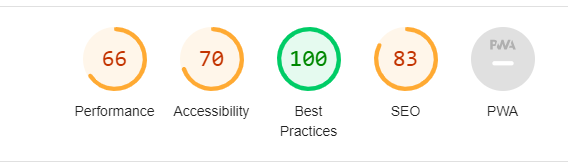 66 70 100 83 PWA
Performance Accessibility Best Practices SEO PWA